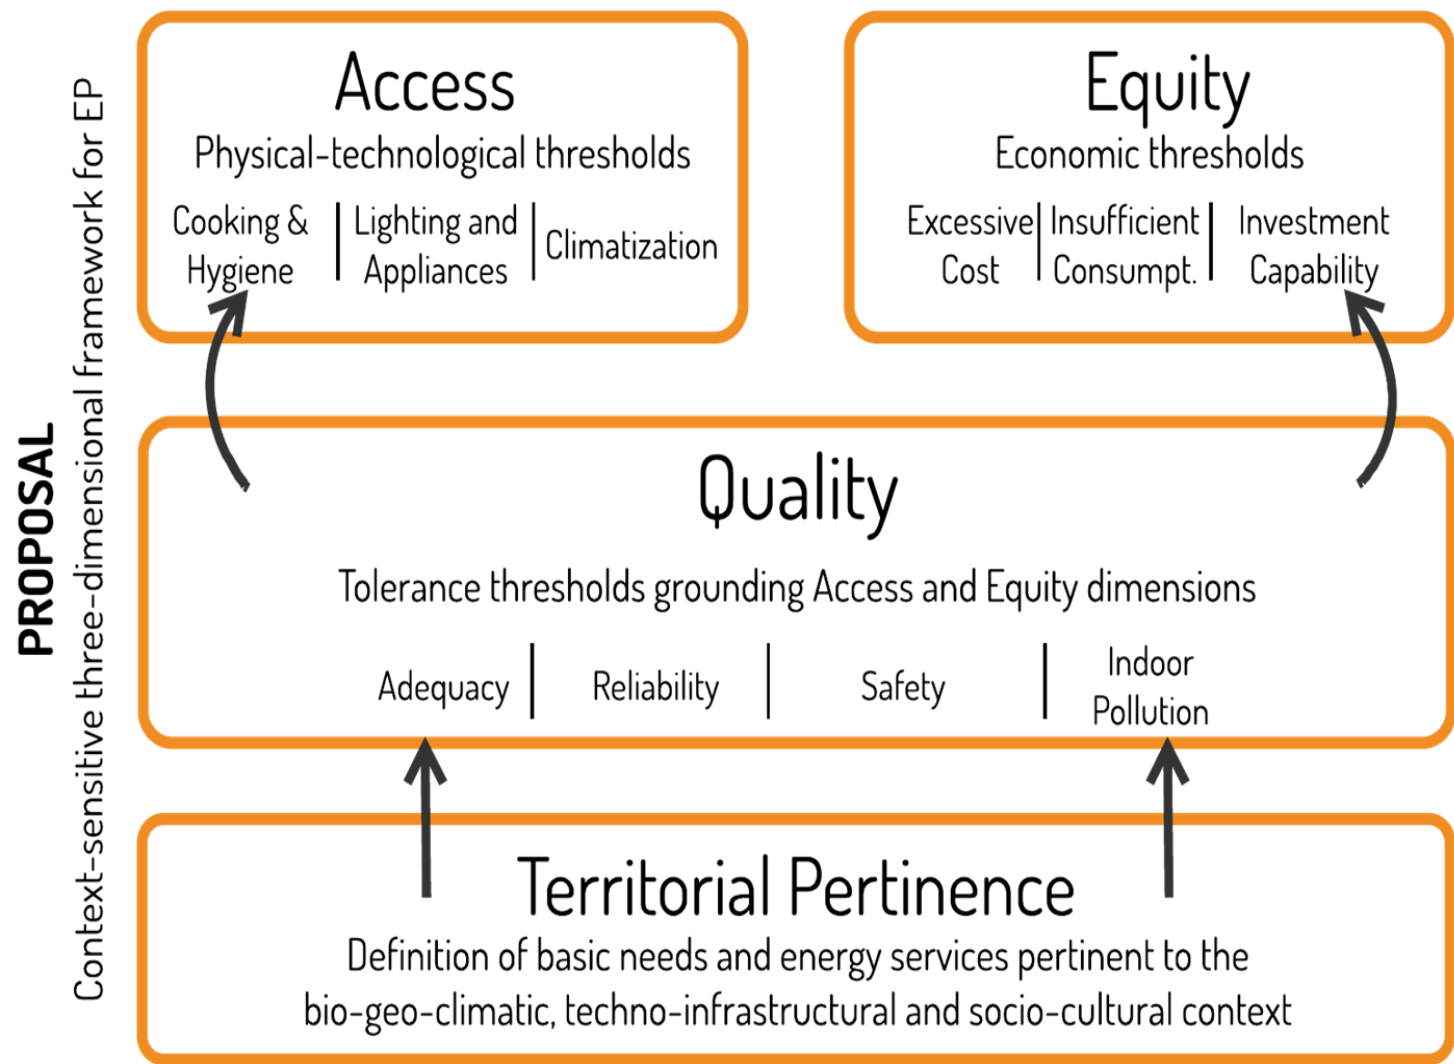 PROPOSAL
Context-sensitive three-dimensional framework for EP
Access
Physical-technological thresholds
Cooking &
Hygiene
Lighting and
Appliances
Climatization
Equity
Economic thresholds
Excessive
Cost
Insufficient
Consumpt.
Investment
Capability
Quality
Tolerance thresholds grounding Access and Equity dimensions
Adequacy
Reliability
Safety
Indoor
Pollution
Territorial Pertinence
Definition of basic needs and energy services pertinent to the
bio-geo-climatic, techno-infrastructural and socio-cultural context